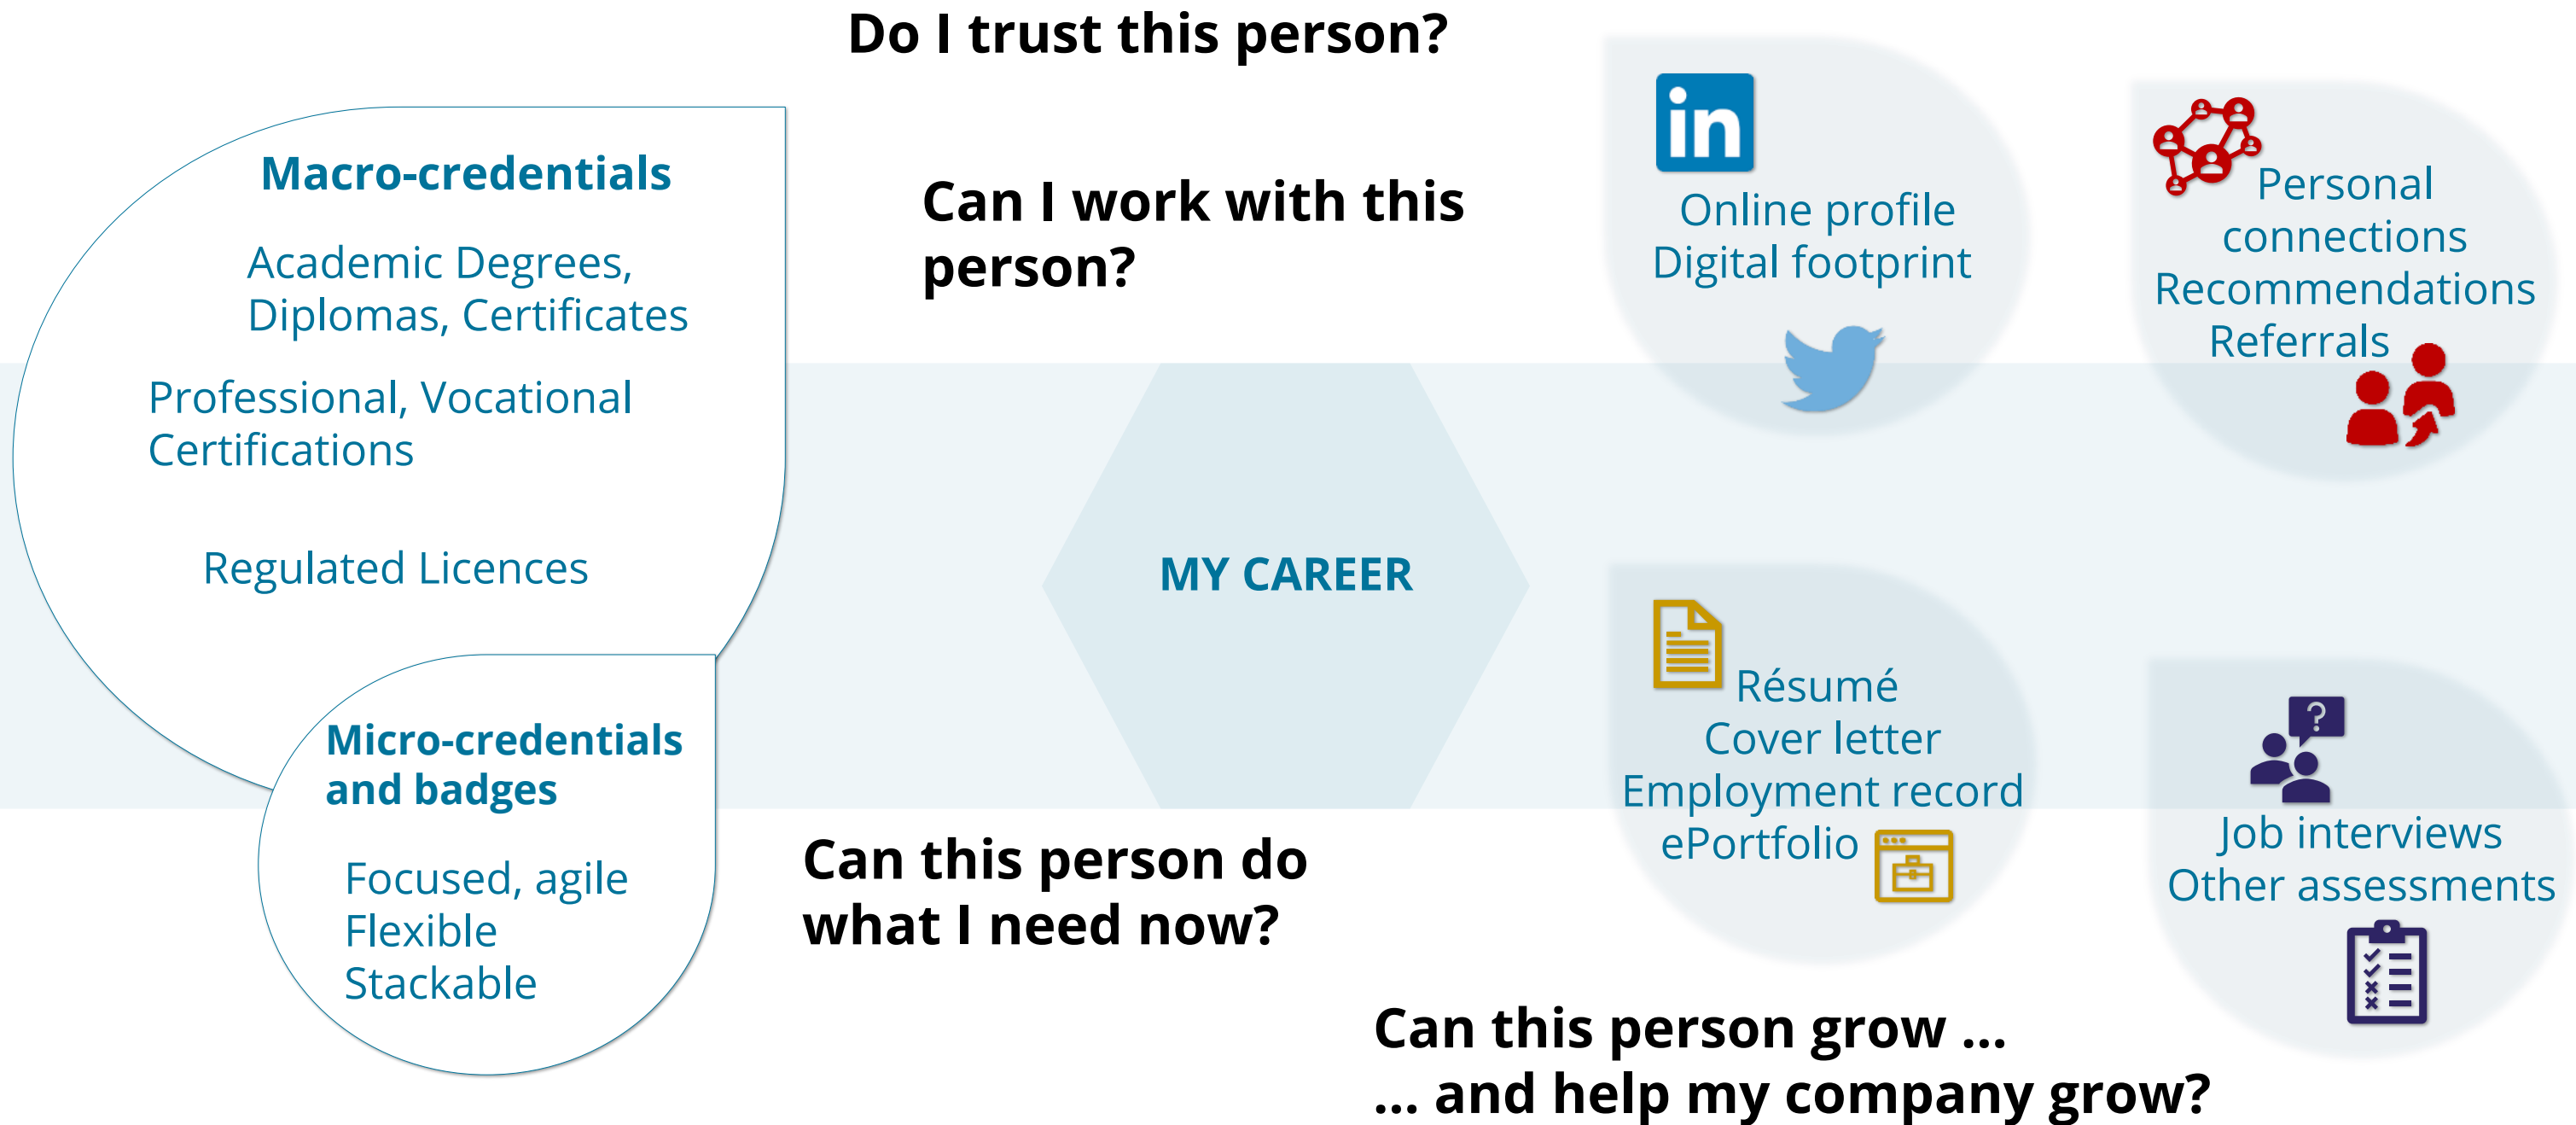 Do I trust this person?
Can I work with this
person?
Macro-credentials
Academic Degrees,
Diplomas, Certificates
Professional, Vocational
Certifications
Regulated Licences
Micro-credentials
and badges
Focused, agile
Flexible
Stackable
MY CAREER
in
Online profile
Digital footprint
Personal
connections
Recommendations
Referrals
Résumé
Cover letter
Employment record
ePortfolio
?
Job interviews
Other assessments
Can this person do
what I need now?
Can this person grow ...
... and help my company grow?